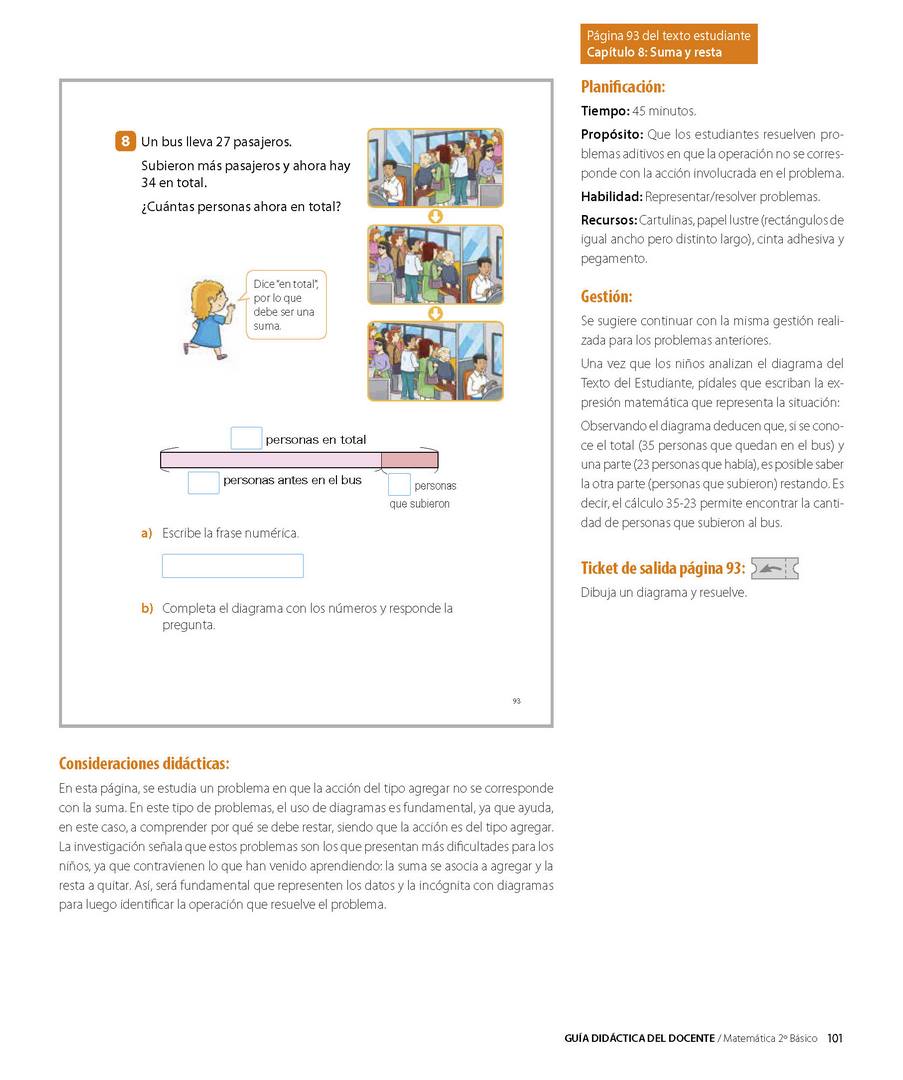 Página 93 del texto estudiante
Capítulo 8: Suma y resta
8 Un bus lleva 27 pasajeros.
Subieron más pasajeros y ahora hay
34 en total.
¿Cuántas personas ahora en total?
Dice "en total",
por lo que
debe ser una
suma.
personas en total
personas antes en el bus
personas
que subieron
a) Escribe la frase numérica.
b) Completa el diagrama con los números y responde la
pregunta.
93
Planificación:
Tiempo: 45 minutos.
Propósito: Que los estudiantes resuelven pro-
blemas aditivos en que la operación no se corres-
ponde con la acción involucrada en el problema.
Habilidad: Representar/resolver problemas.
Recursos: Cartulinas, papel lustre (rectángulos de
igual ancho pero distinto largo), cinta adhesiva y
pegamento.
Gestión:
Se sugiere continuar con la misma gestión reali-
zada para los problemas anteriores.
Una vez que los niños analizan el diagrama del
Texto del Estudiante, pídales que escriban la ex-
presión matemática que representa la situación:
Observando el diagrama deducen que, si se cono-
ce el total (35 personas que quedan en el bus) y
una parte (23 personas que había), es posible saber
la otra parte (personas que subieron) restando. Es
decir, el cálculo 35-23 permite encontrar la canti-
dad de personas que subieron al bus.
Ticket de salida página 93:
Dibuja un diagrama y resuelve.
Consideraciones didácticas:
En esta página, se estudia un problema en que la acción del tipo agregar no se corresponde
con la suma. En este tipo de problemas, el uso de diagramas es fundamental, ya que ayuda,
en este caso, a comprender por qué se debe restar, siendo que la acción es del tipo agregar.
La investigación señala que estos problemas son los que presentan más dificultades para los
niños, ya que contravienen lo que han venido aprendiendo: la suma se asocia a agregar y la
resta a quitar. Así, será fundamental que representen los datos y la incógnita con diagramas
para luego identificar la operación que resuelve el problema.
GUÍA DIDÁCTICA DEL DOCENTE / Matemática 2º Básico 101